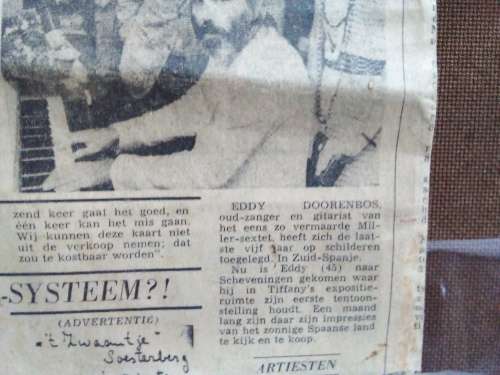 zend keer gaat het goed, en
één keer kan het mis gaan.
Wij kunnen deze kaart niet
uit de verkoop nemen; dat
zou te kostbaar worden".
-SYSTEEM?!
(ADVERTENTIE)
't Zwaantje
Soesterberg
EDDY DOORENBOS,
oud-zanger en gitarist van
het eens zo vermaarde Mil-
ler-sextet, heeft zich de laat-
ste vijf jaar op schilderen
toegelegd. In Zuid-Spanje.
Nu is Eddy (45) naar
Scheveningen gekomen waar
hij in Tiffany's expositie-
ruimte zijn eerste tentoon-
stelling houdt. Een maand
lang zijn daar zijn impressies
van het zonnige Spaanse land
te kijk en te koop.
ARTIESTEN